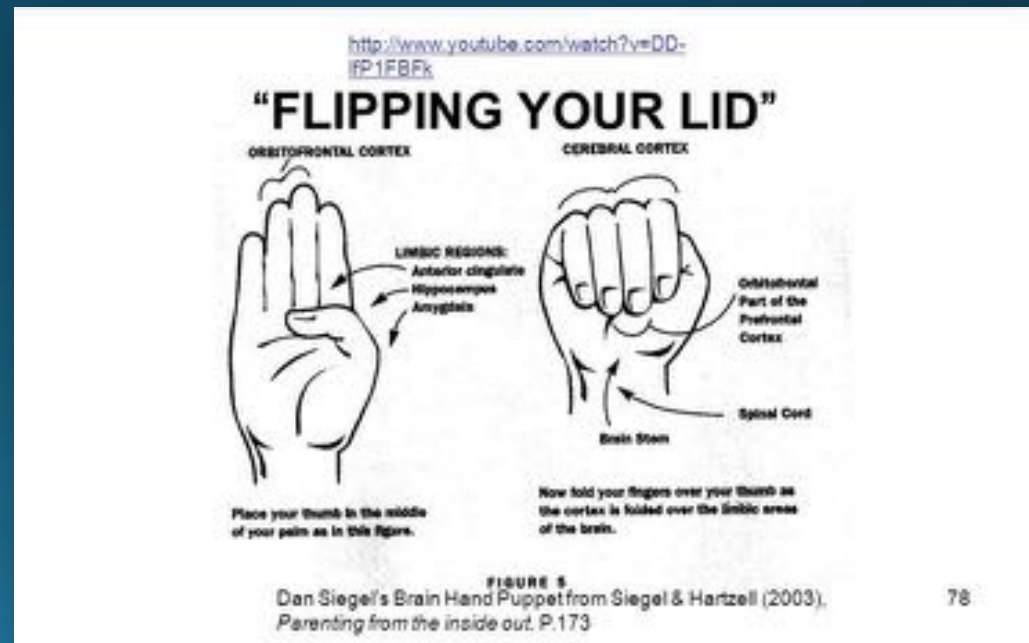 http://www.youtube.com/watch?v=DD-
lfP1FBFk
“FLIPPING YOUR LID”
ORBITOFRONTAL CORTEX
LIMBIC REGIONS:
Anterior cingulate
Hippocampus
Amygdala
Place your thumb in the middle
of your palm as in this figure.
CEREBRAL CORTEX
Orbitofrontal
Part of the
Prefrontal
Cortex
Spinal Cord
Brain Stem
Now fold your fingers over your thumb as
the cortex is folded over the limbic areas
of the brain.
FIGURE 5
Dan Siegel's Brain Hand Puppet from Siegel & Hartzell (2003),
Parenting from the inside out. P.173
78